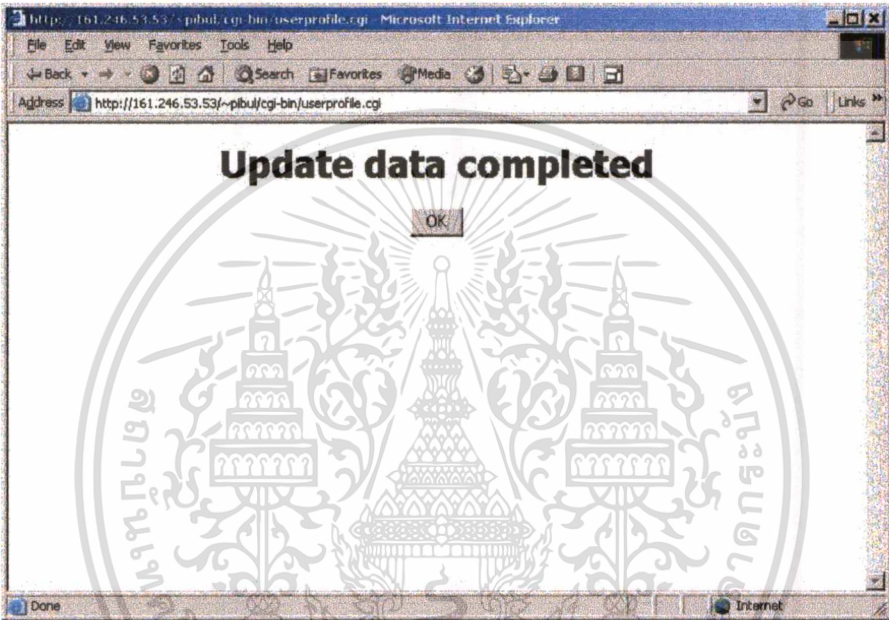 http://161.246.53.53/~pibul/cgi-bin/userprofile.cgi - Microsoft Internet Explorer
File Edit View Favorites Tools Help
Back Search Favorites Media
Address http://161.246.53.53/~pibul/cgi-bin/userprofile.cgi Go Links »
Update data completed
OK
Done Internet